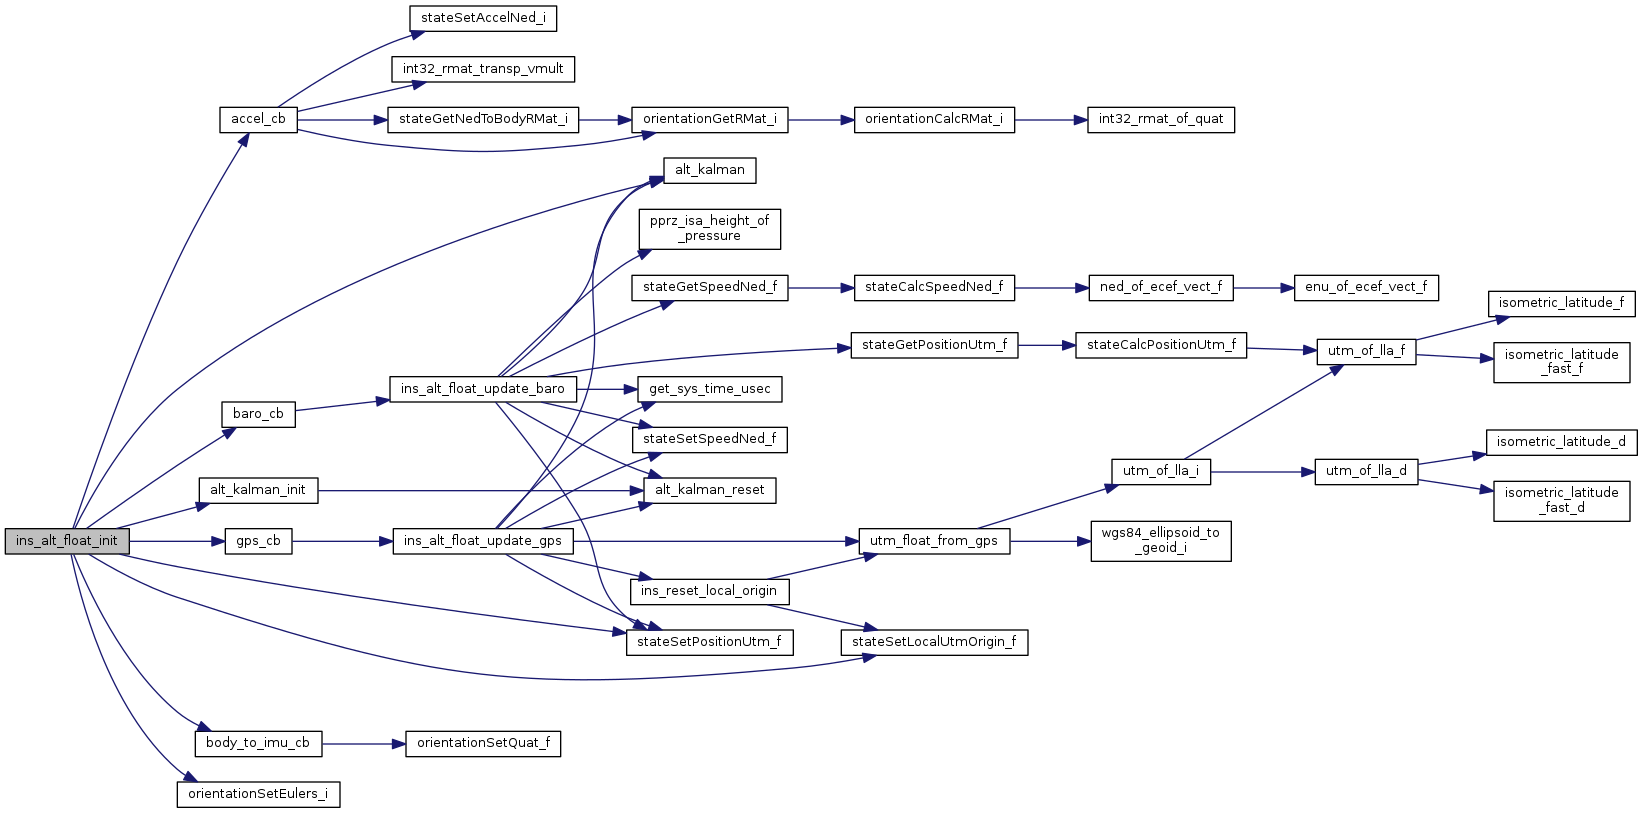 stateSetAccelNed_i
int32_rmat_transp_vmult
accel_cb
stateGetNedToBodyRMat_i
orientationGetRMat_i
orientationCalcRMat_i
int32_rmat_of_quat
alt_kalman
pprz_isa_height_of
_pressure
stateGetSpeedNed_f
stateCalcSpeedNed_f
ned_of_ecef_vect_f
enu_of_ecef_vect_f
isometric_latitude_f
stateGetPositionUtm_f
stateCalcPositionUtm_f
utm_of_lla_f
isometric_latitude
_fast_f
ins_alt_float_update_baro
get_sys_time_usec
baro_cb
stateSetSpeedNed_f
isometric_latitude_d
utm_of_lla_i
utm_of_lla_d
alt_kalman_init
alt_kalman_reset
isometric_latitude
_fast_d
ins_alt_float_init
gps_cb
ins_alt_float_update_gps
utm_float_from_gps
wgs84_ellipsoid_to
_geoid_i
ins_reset_local_origin
stateSetPositionUtm_f
stateSetLocalUtmOrigin_f
body_to_imu_cb
orientationSetQuat_f
orientationSetEulers_i